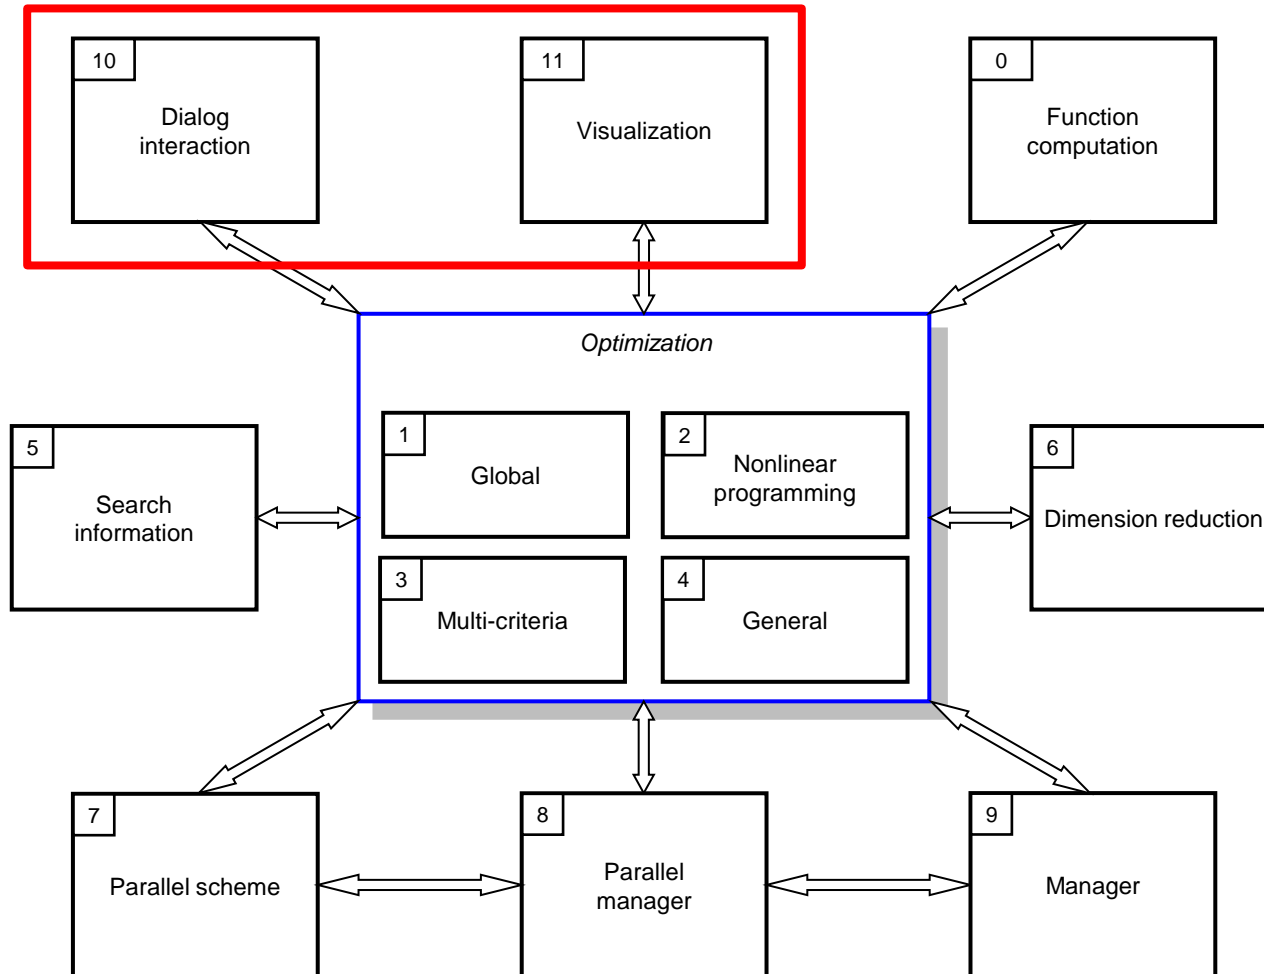 10
Dialog
interaction
11
Visualization
0
Function
computation
Optimization
1
Global
2
Nonlinear
programming
3
Multi-criteria
4
General
5
Search
information
6
Dimension reduction
7
Parallel scheme
8
Parallel
manager
9
Manager